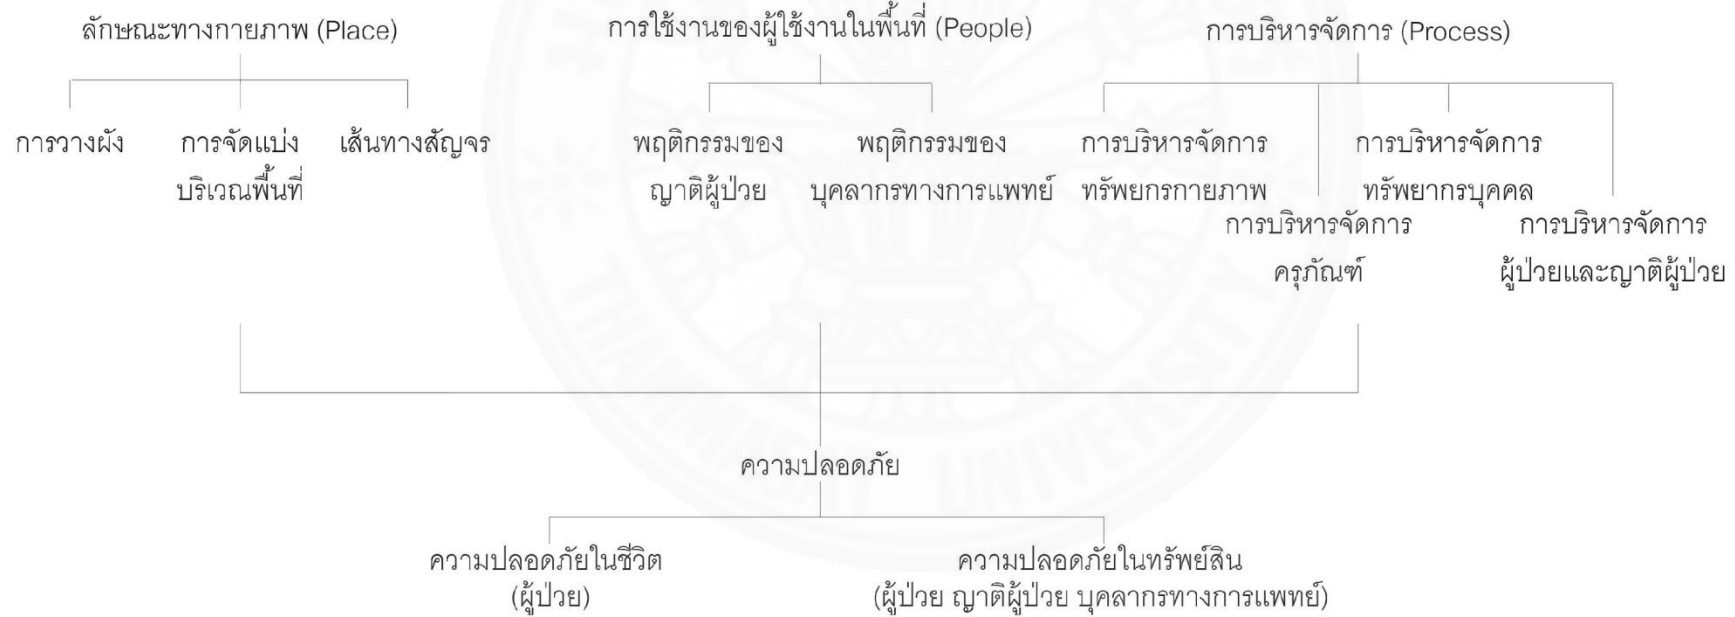 ลักษณะทางกายภาพ (Place)
การใช้งานของผู้ใช้งานในพื้นที่ (People)
การบริหารจัดการ (Process)
การวางผัง
การจัดแบ่ง
บริเวณพื้นที่
เส้นทางสัญจร
พฤติกรรมของ
ญาติผู้ป่วย
พฤติกรรมของ
บุคลากรทางการแพทย์
การบริหารจัดการ
ทรัพยกรกายภาพ
การบริหารจัดการ
ครุภัณฑ์
การบริหารจัดการ
ทรัพยากรบุคคล
การบริหารจัดการ
ผู้ป่วยและญาติผู้ป่วย
ความปลอดภัย
ความปลอดภัยในชีวิต
(ผู้ป่วย)
ความปลอดภัยในทรัพย์สิน
(ผู้ป่วย ญาติผู้ป่วย บุคลากรทางการแพทย์)
THAMMASAT UNIVERSITY